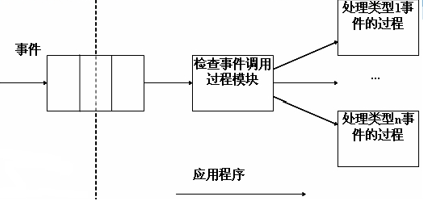 处理类型1事
件的过程
事件
检查事件调用
过程模块
...
处理类型n事
件的过程
应用程序